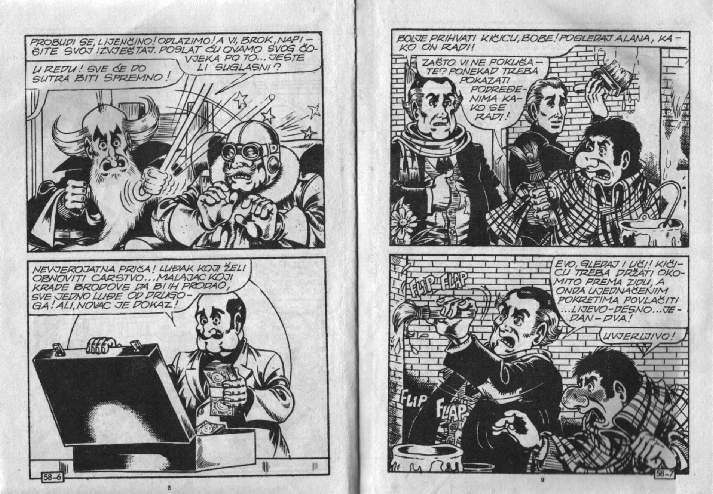 PROBUDI SE, LIJENČINO! ODLAZIMO! A VI, BROK, NAPI-
ŠITE SVOJ IZVJEŠTAJ. POSLAT ĆU OVAMO SVOG ČO-
VJEKA PO TO... JESTE
LI SUGLASNI?
U REDU! SVE ĆE DO
SUTRA BITI SPREMNO!
NEVJEROJATNA PRIČA! LUĐAK KOJI ŽELI
OBNOVITI CARSTVO... MALAJAC KOJI
KRADE BRODOVE DA BI IH PRODAO,
SVE JEDNO LUĐE OD DRUGO-
GA! ALI, NOVAC JE DOKAZ!
58-6
8
BOLJE PRIHVATI KIČICU, BOBE! POGLEDAJ ALANA, KA-
KO ON RADI!
ZAŠTO VI NE POKUŠA-
TE? PONEKAD TREBA
POKAZATI
PODREĐE-
NIMA KA-
KO SE
RADI!
EVO, GLEDAJ I UČI! KIČI-
CU TREBA DRŽATI OKO-
MITO PREMA ZIDU, A
ONDA UJEDNAČENIM
POKRETIMA POVLAČITI
...LIJEVO-DESNO...JE-
DAN-DVA!
UVJERLJIVO!
FLAP FLAP
FLIP
FLAP
58-7
9